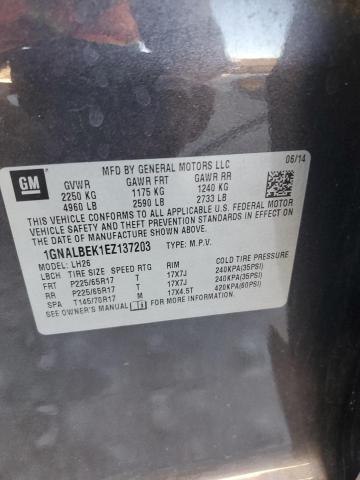 MFD BY GENERAL MOTORS LLC 06/14
GM
GVWR GAWR FRT GAWR RR
2250 KG 1175 KG 1240 KG
4960 LB 2590 LB 2733 LB
THIS VEHICLE CONFORMS TO ALL APPLICABLE U.S. FEDERAL MOTOR
VEHICLE SAFETY AND THEFT PREVENTION STANDARDS IN EFFECT ON
THE DATE OF MANUFACTURE SHOWN ABOVE.
1GNALBEK1EZ137203 TYPE: M.P.V.
MODEL: LH26
LBCH TIRE SIZE SPEED RTG RIM COLD TIRE PRESSURE
FRT P225/65R17 T 17X7J 240KPA(35PSI)
RR P225/65R17 T 17X7J 240KPA(35PSI)
SPA T145/70R17 M 17X4.5T 420KPA(60PSI)
SEE OWNER'S MANUAL FOR ADDITIONAL INFORMATION.